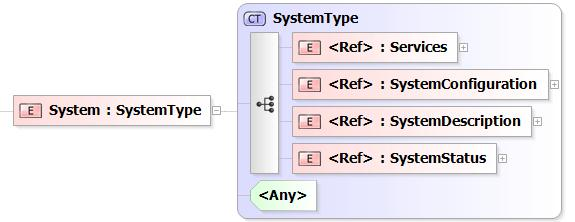 CT SystemType
E <Ref> : Services
E <Ref> : SystemConfiguration
E System : SystemType
E <Ref> : SystemDescription
E <Ref> : SystemStatus
<Any>